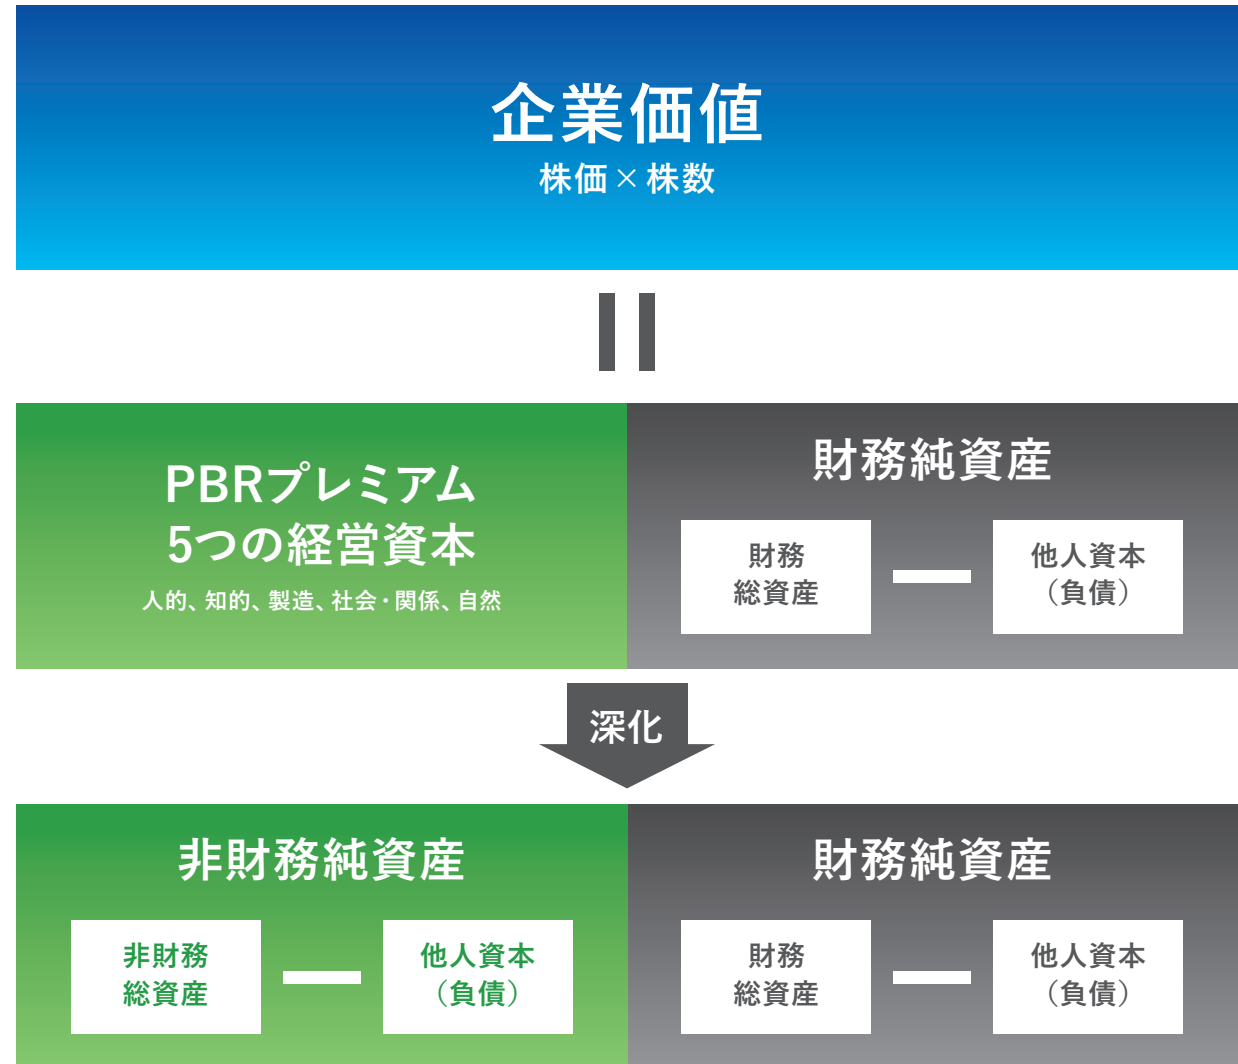 企業価値
株価×株数
PBRプレミアム
5つの経営資本
人的、知的、製造、社会・関係、自然
財務純資産
財務
総資産
他人資本
（負債）
深化
非財務純資産
非財務
総資産
他人資本
（負債）
財務純資産
財務
総資産
他人資本
（負債）